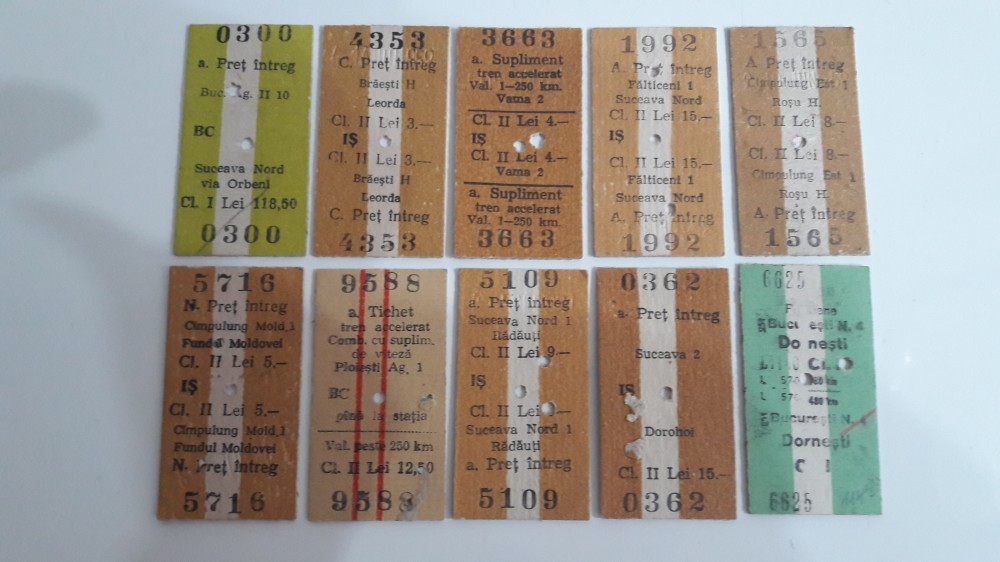 0300
a. Preț întreg
Buc. Ag. II 10
BC
Suceava Nord
via Orbeni
Cl. I Lei 118,50
0300
4353
C. Preț întreg
Brăești H
Leorda
Cl. II Lei 3.—
IȘ
Cl. II Lei 3.—
Brăești H
Leorda
C. Preț întreg
4353
3663
a. Supliment
tren accelerat
Val. 1—250 km.
Vama 2
Cl. II Lei 4.—
IȘ
Cl. II Lei 4.—
Vama 2
a. Supliment
tren accelerat
Val. 1—250 km.
3663
1992
A. Preț întreg
Fălticeni 1
Suceava Nord
Cl. II Lei 15.—
IȘ
Cl. II Lei 15.—
Fălticeni 1
Suceava Nord
A. Preț întreg
1992
1565
A. Preț întreg
Cîmpulung Est 1
Roșu H.
Cl. II Lei 8.—
IȘ
Cl. II Lei 8.—
Cîmpulung Est 1
Roșu H.
A. Preț întreg
1565
5716
N. Preț întreg
Cîmpulung Mold.1
Fundul Moldovei
Cl. II Lei 5.—
IȘ
Cl. II Lei 5.—
Cîmpulung Mold.1
Fundul Moldovei
N. Preț întreg
5716
9588
a. Tichet
tren accelerat
Comb. cu suplim.
de viteză
Ploiești Ag. 1
BC
pînă la stația
Val. peste 250 km
Cl. II Lei 12,50
9588
5109
a. Preț întreg
Suceava Nord 1
Rădăuți
Cl. II Lei 9.—
IȘ
Cl. II Lei
Suceava Nord 1
Rădăuți
a. Preț întreg
5109
0362
a. Preț întreg
Suceava 2
IȘ
Dorohoi
Cl. II Lei 15.—
0362
6625
București N.
Dornești
480 km
București N.
Dornești
6625